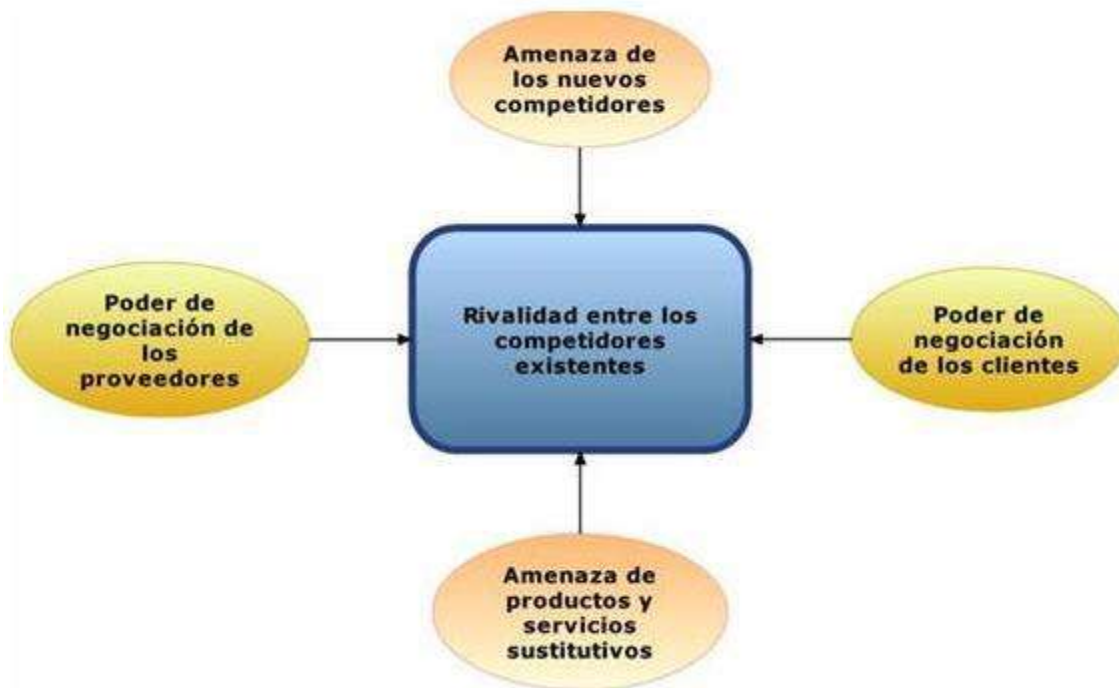 Amenaza de
los nuevos
competidores
Poder de
negociación de
los
proveedores
Rivalidad entre los
competidores
existentes
Poder de
negociación
de los clientes
Amenaza de
productos y
servicios
sustitutivos